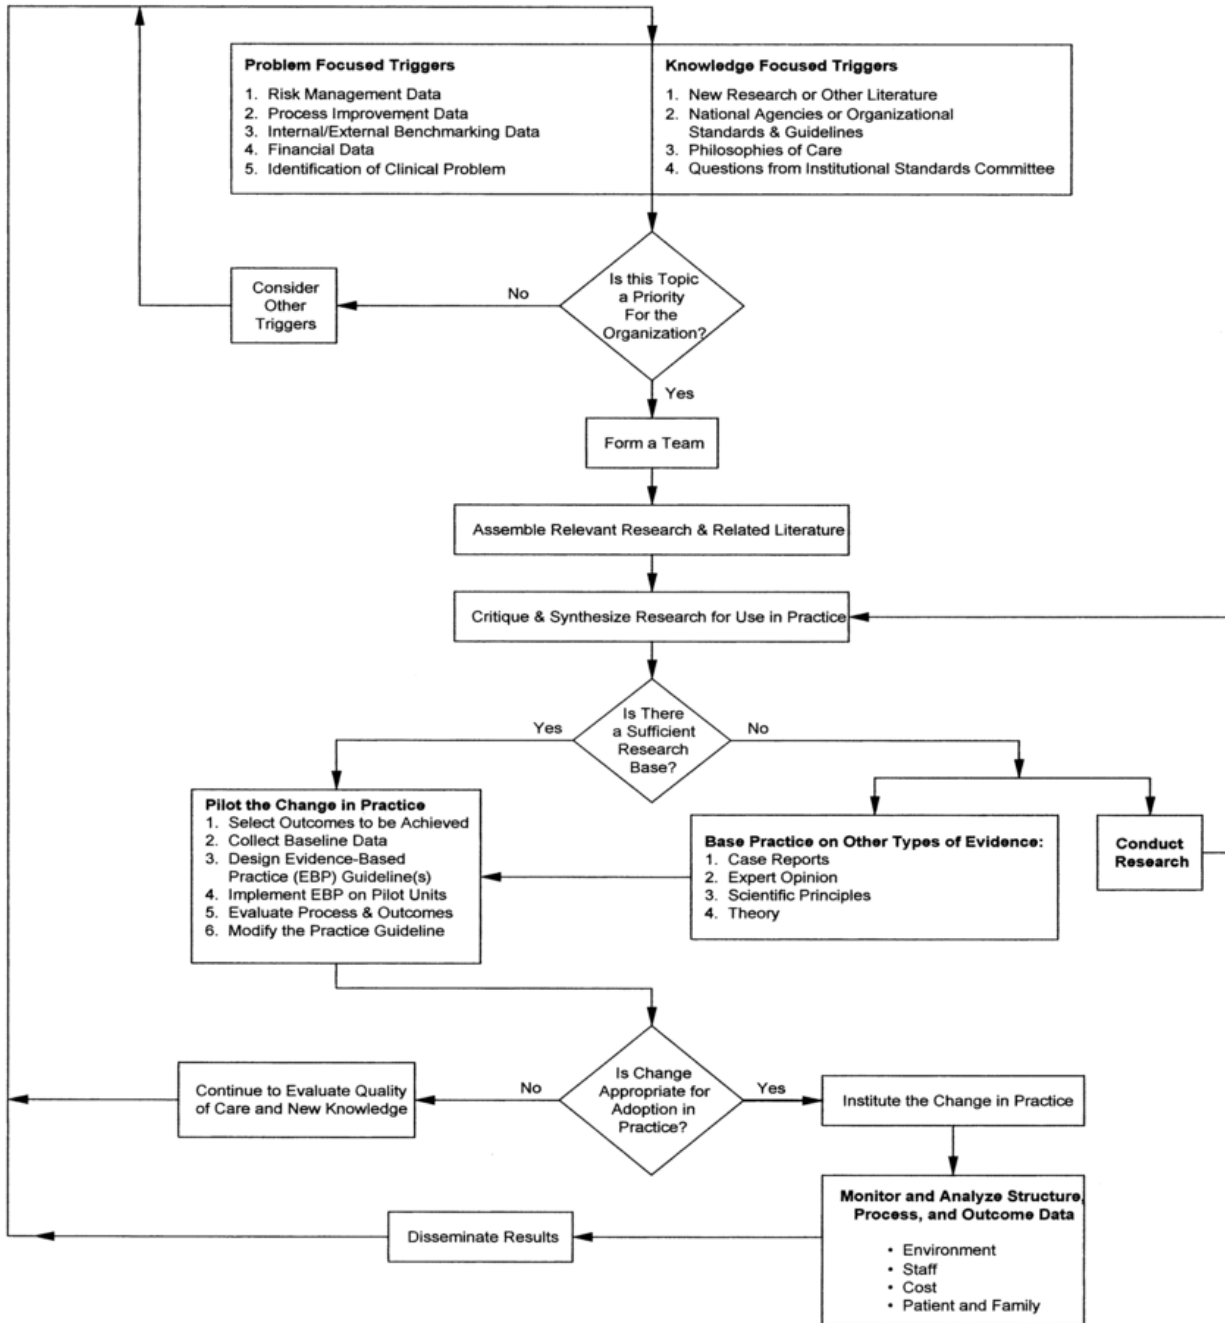 Problem Focused Triggers
1. Risk Management Data
2. Process Improvement Data
3. Internal/External Benchmarking Data
4. Financial Data
5. Identification of Clinical Problem
Knowledge Focused Triggers
1. New Research or Other Literature
2. National Agencies or Organizational
Standards & Guidelines
3. Philosophies of Care
4. Questions from Institutional Standards Committee
Is this Topic
a Priority
For the
Organization?
No
Consider
Other
Triggers
Yes
Form a Team
Assemble Relevant Research & Related Literature
Critique & Synthesize Research for Use in Practice
Is There
a Sufficient
Research
Base?
Yes
No
Pilot the Change in Practice
1. Select Outcomes to be Achieved
2. Collect Baseline Data
3. Design Evidence-Based
Practice (EBP) Guideline(s)
4. Implement EBP on Pilot Units
5. Evaluate Process & Outcomes
6. Modify the Practice Guideline
Base Practice on Other Types of Evidence:
1. Case Reports
2. Expert Opinion
3. Scientific Principles
4. Theory
Conduct
Research
Is Change
Appropriate for
Adoption in
Practice?
No
Continue to Evaluate Quality
of Care and New Knowledge
Yes
Institute the Change in Practice
Monitor and Analyze Structure,
Process, and Outcome Data
• Environment
• Staff
• Cost
• Patient and Family
Disseminate Results